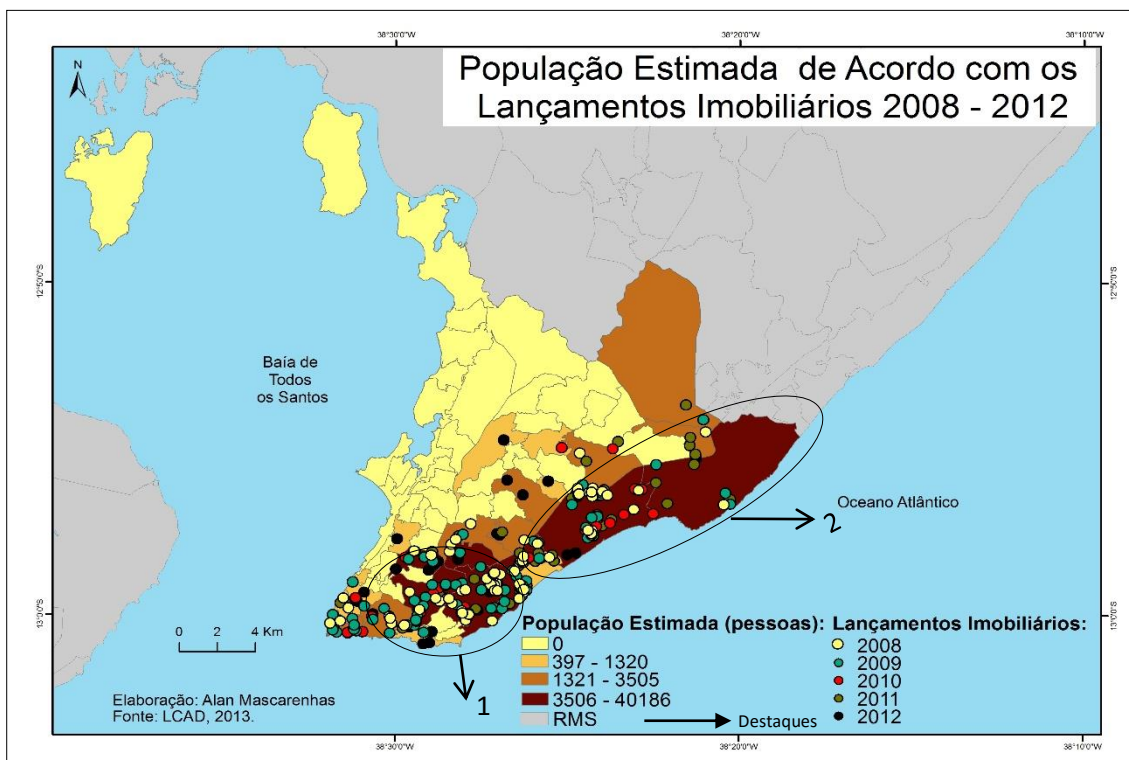 38°30'0"W 38°20'0"W 38°10'0"W
N
População Estimada de Acordo com os
Lançamentos Imobiliários 2008 - 2012
12°50'0"S 12°50'0"S
Baía de
Todos
os Santos
Oceano Atlântico
2
13°0'0"S 13°0'0"S
0 2 4 Km
1
População Estimada (pessoas):
0
397 - 1320
1321 - 3505
3506 - 40186
RMS
Destaques
Lançamentos Imobiliários:
2008
2009
2010
2011
2012
Elaboração: Alan Mascarenhas
Fonte: LCAD, 2013.
38°30'0"W 38°20'0"W 38°10'0"W